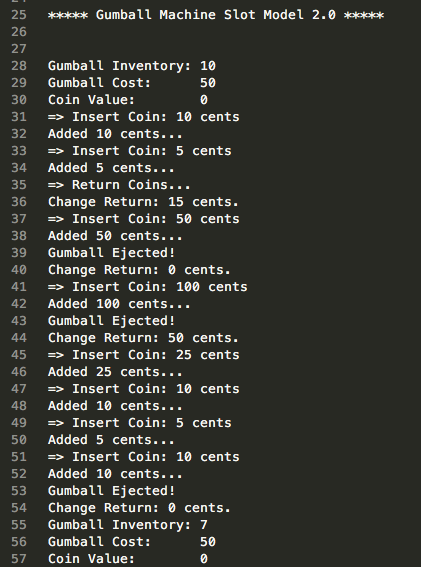 25 ***** Gumball Machine Slot Model 2.0 *****
26
27
28 Gumball Inventory: 10
29 Gumball Cost:      50
30 Coin Value:        0
31 => Insert Coin: 10 cents
32 Added 10 cents...
33 => Insert Coin: 5 cents
34 Added 5 cents...
35 => Return Coins...
36 Change Return: 15 cents.
37 => Insert Coin: 50 cents
38 Added 50 cents...
39 Gumball Ejected!
40 Change Return: 0 cents.
41 => Insert Coin: 100 cents
42 Added 100 cents...
43 Gumball Ejected!
44 Change Return: 50 cents.
45 => Insert Coin: 25 cents
46 Added 25 cents...
47 => Insert Coin: 10 cents
48 Added 10 cents...
49 => Insert Coin: 5 cents
50 Added 5 cents...
51 => Insert Coin: 10 cents
52 Added 10 cents...
53 Gumball Ejected!
54 Change Return: 0 cents.
55 Gumball Inventory: 7
56 Gumball Cost:      50
57 Coin Value:        0